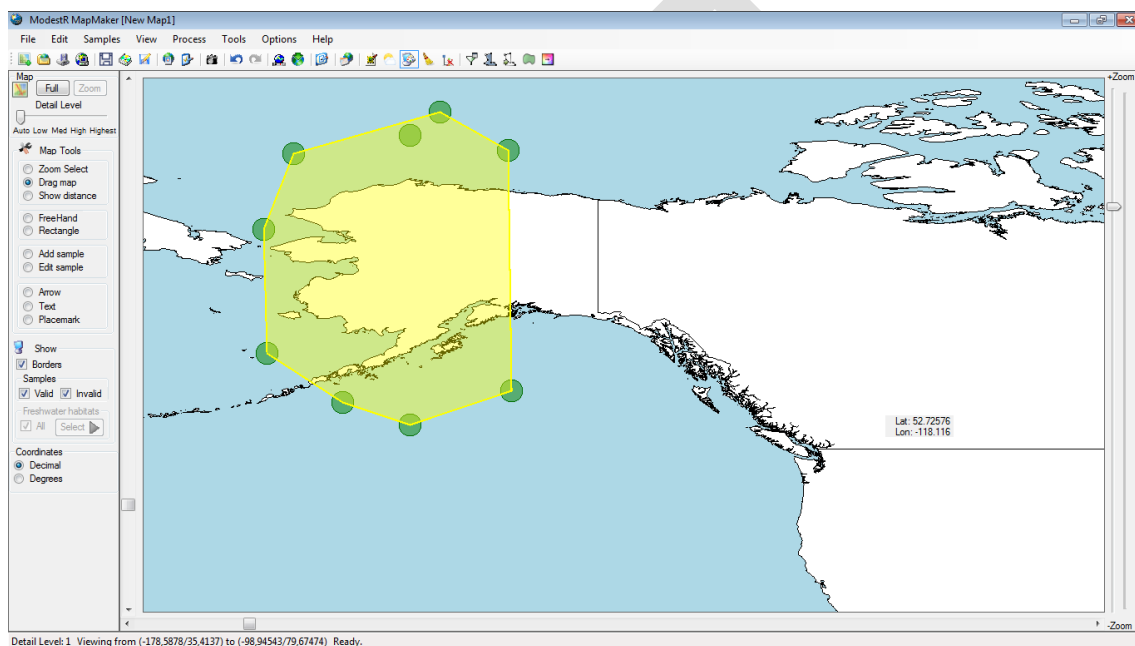 ModestR MapMaker [New Map1]
File Edit Samples View Process Tools Options Help
Map
Full Zoom
Detail Level
Auto Low Med High Highest
Map Tools
Zoom Select
Drag map
Show distance
FreeHand
Rectangle
Add sample
Edit sample
Arrow
Text
Placemark
Show
Borders
Samples
Valid Invalid
Freshwater habitats
All Select
Coordinates
Decimal
Degrees
+Zoom
Lat: 52.72576
Lon: -118.116
-Zoom
Detail Level: 1 Viewing from (-178,5878/35,4137) to (-98,94543/79,67474) Ready.